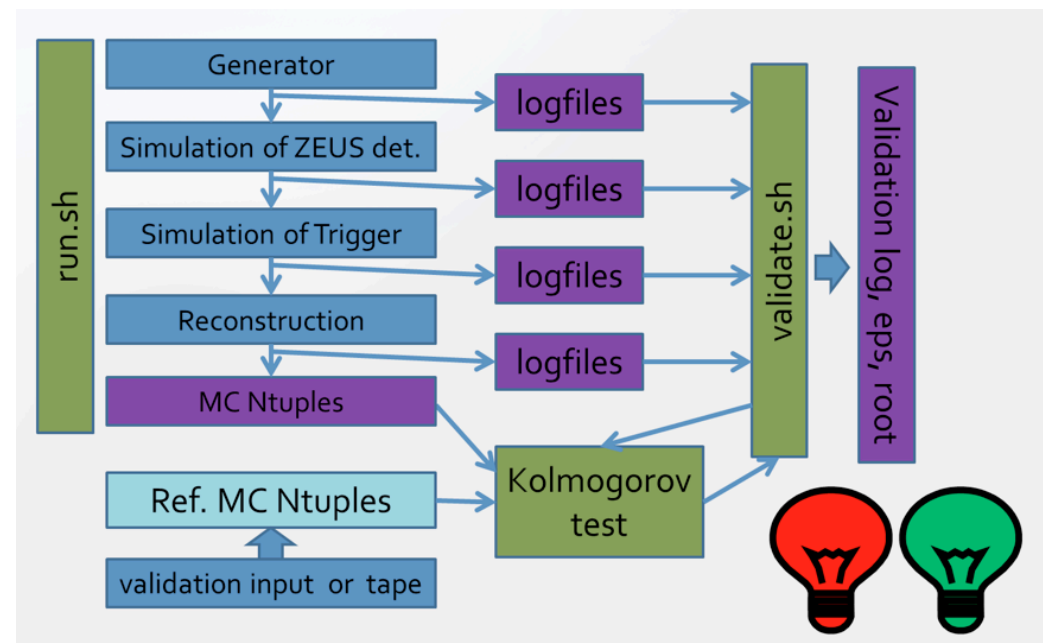 run.sh
Generator
Simulation of ZEUS det.
Simulation of Trigger
Reconstruction
MC Ntuples
Ref. MC Ntuples
validation input or tape
logfiles
logfiles
logfiles
logfiles
Kolmogorov
test
validate.sh
Validation log, eps, root